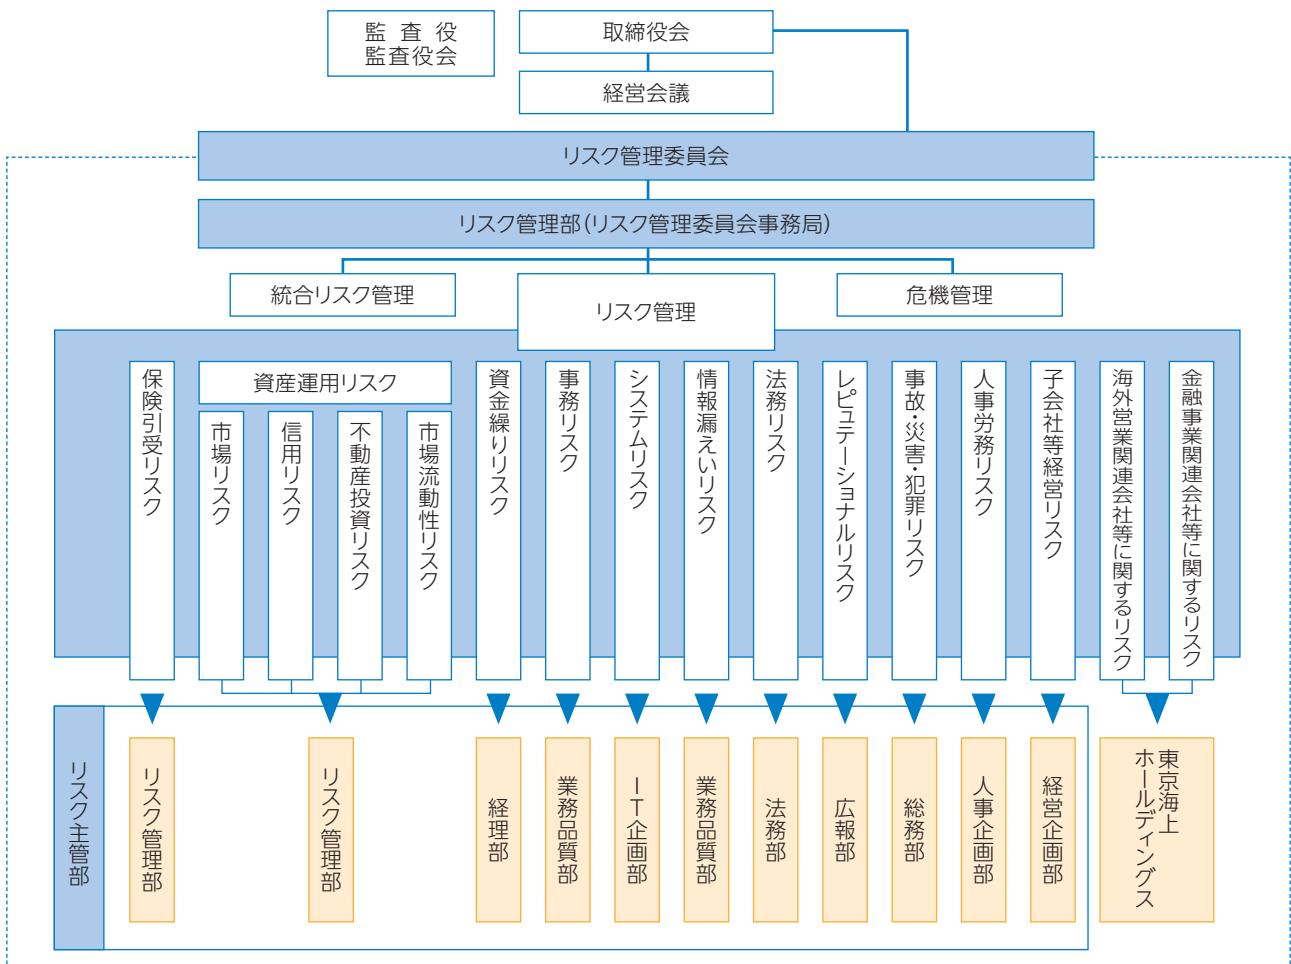 監査役
監査役会
取締役会
経営会議
リスク管理委員会
リスク管理部（リスク管理委員会事務局）
統合リスク管理
リスク管理
危機管理
保険引受リスク
資産運用リスク
市場リスク
信用リスク
不動産投資リスク
市場流動性リスク
資金繰りリスク
事務リスク
システムリスク
情報漏えいリスク
法務リスク
レピュテーショナルリスク
事故・災害・犯罪リスク
人事労務リスク
子会社等経営リスク
海外営業関連会社等に関するリスク
金融事業関連会社等に関するリスク
リスク主管部
リスク管理部
リスク管理部
経理部
業務品質部
IT企画部
業務品質部
法務部
広報部
総務部
人事企画部
経営企画部
東京海上
ホールディングス